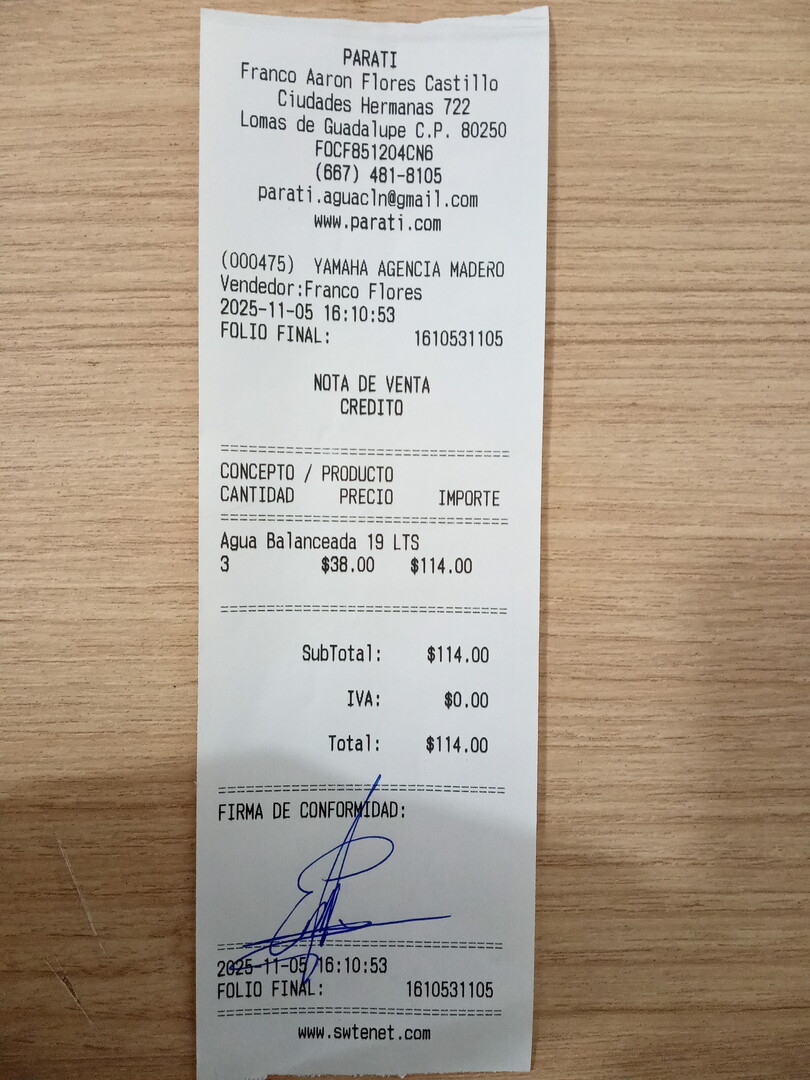 PARATI
Franco Aaron Flores Castillo
Ciudades Hermanas 722
Lomas de Guadalupe C.P. 80250
FOCF851204CN6
(667) 481-8105
parati.aguacln@gmail.com
www.parati.com
(000475) YAMAHA AGENCIA MADERO
Vendedor:Franco Flores
2025-11-05 16:10:53
FOLIO FINAL: 1610531105
NOTA DE VENTA
CREDITO
================================
CONCEPTO / PRODUCTO
CANTIDAD PRECIO IMPORTE
================================
Agua Balanceada 19 LTS
3 $38.00 $114.00
================================
SubTotal: $114.00
IVA: $0.00
Total: $114.00
================================
FIRMA DE CONFORMIDAD:
================================
2025-11-05 16:10:53
FOLIO FINAL: 1610531105
================================
www.swtenet.com